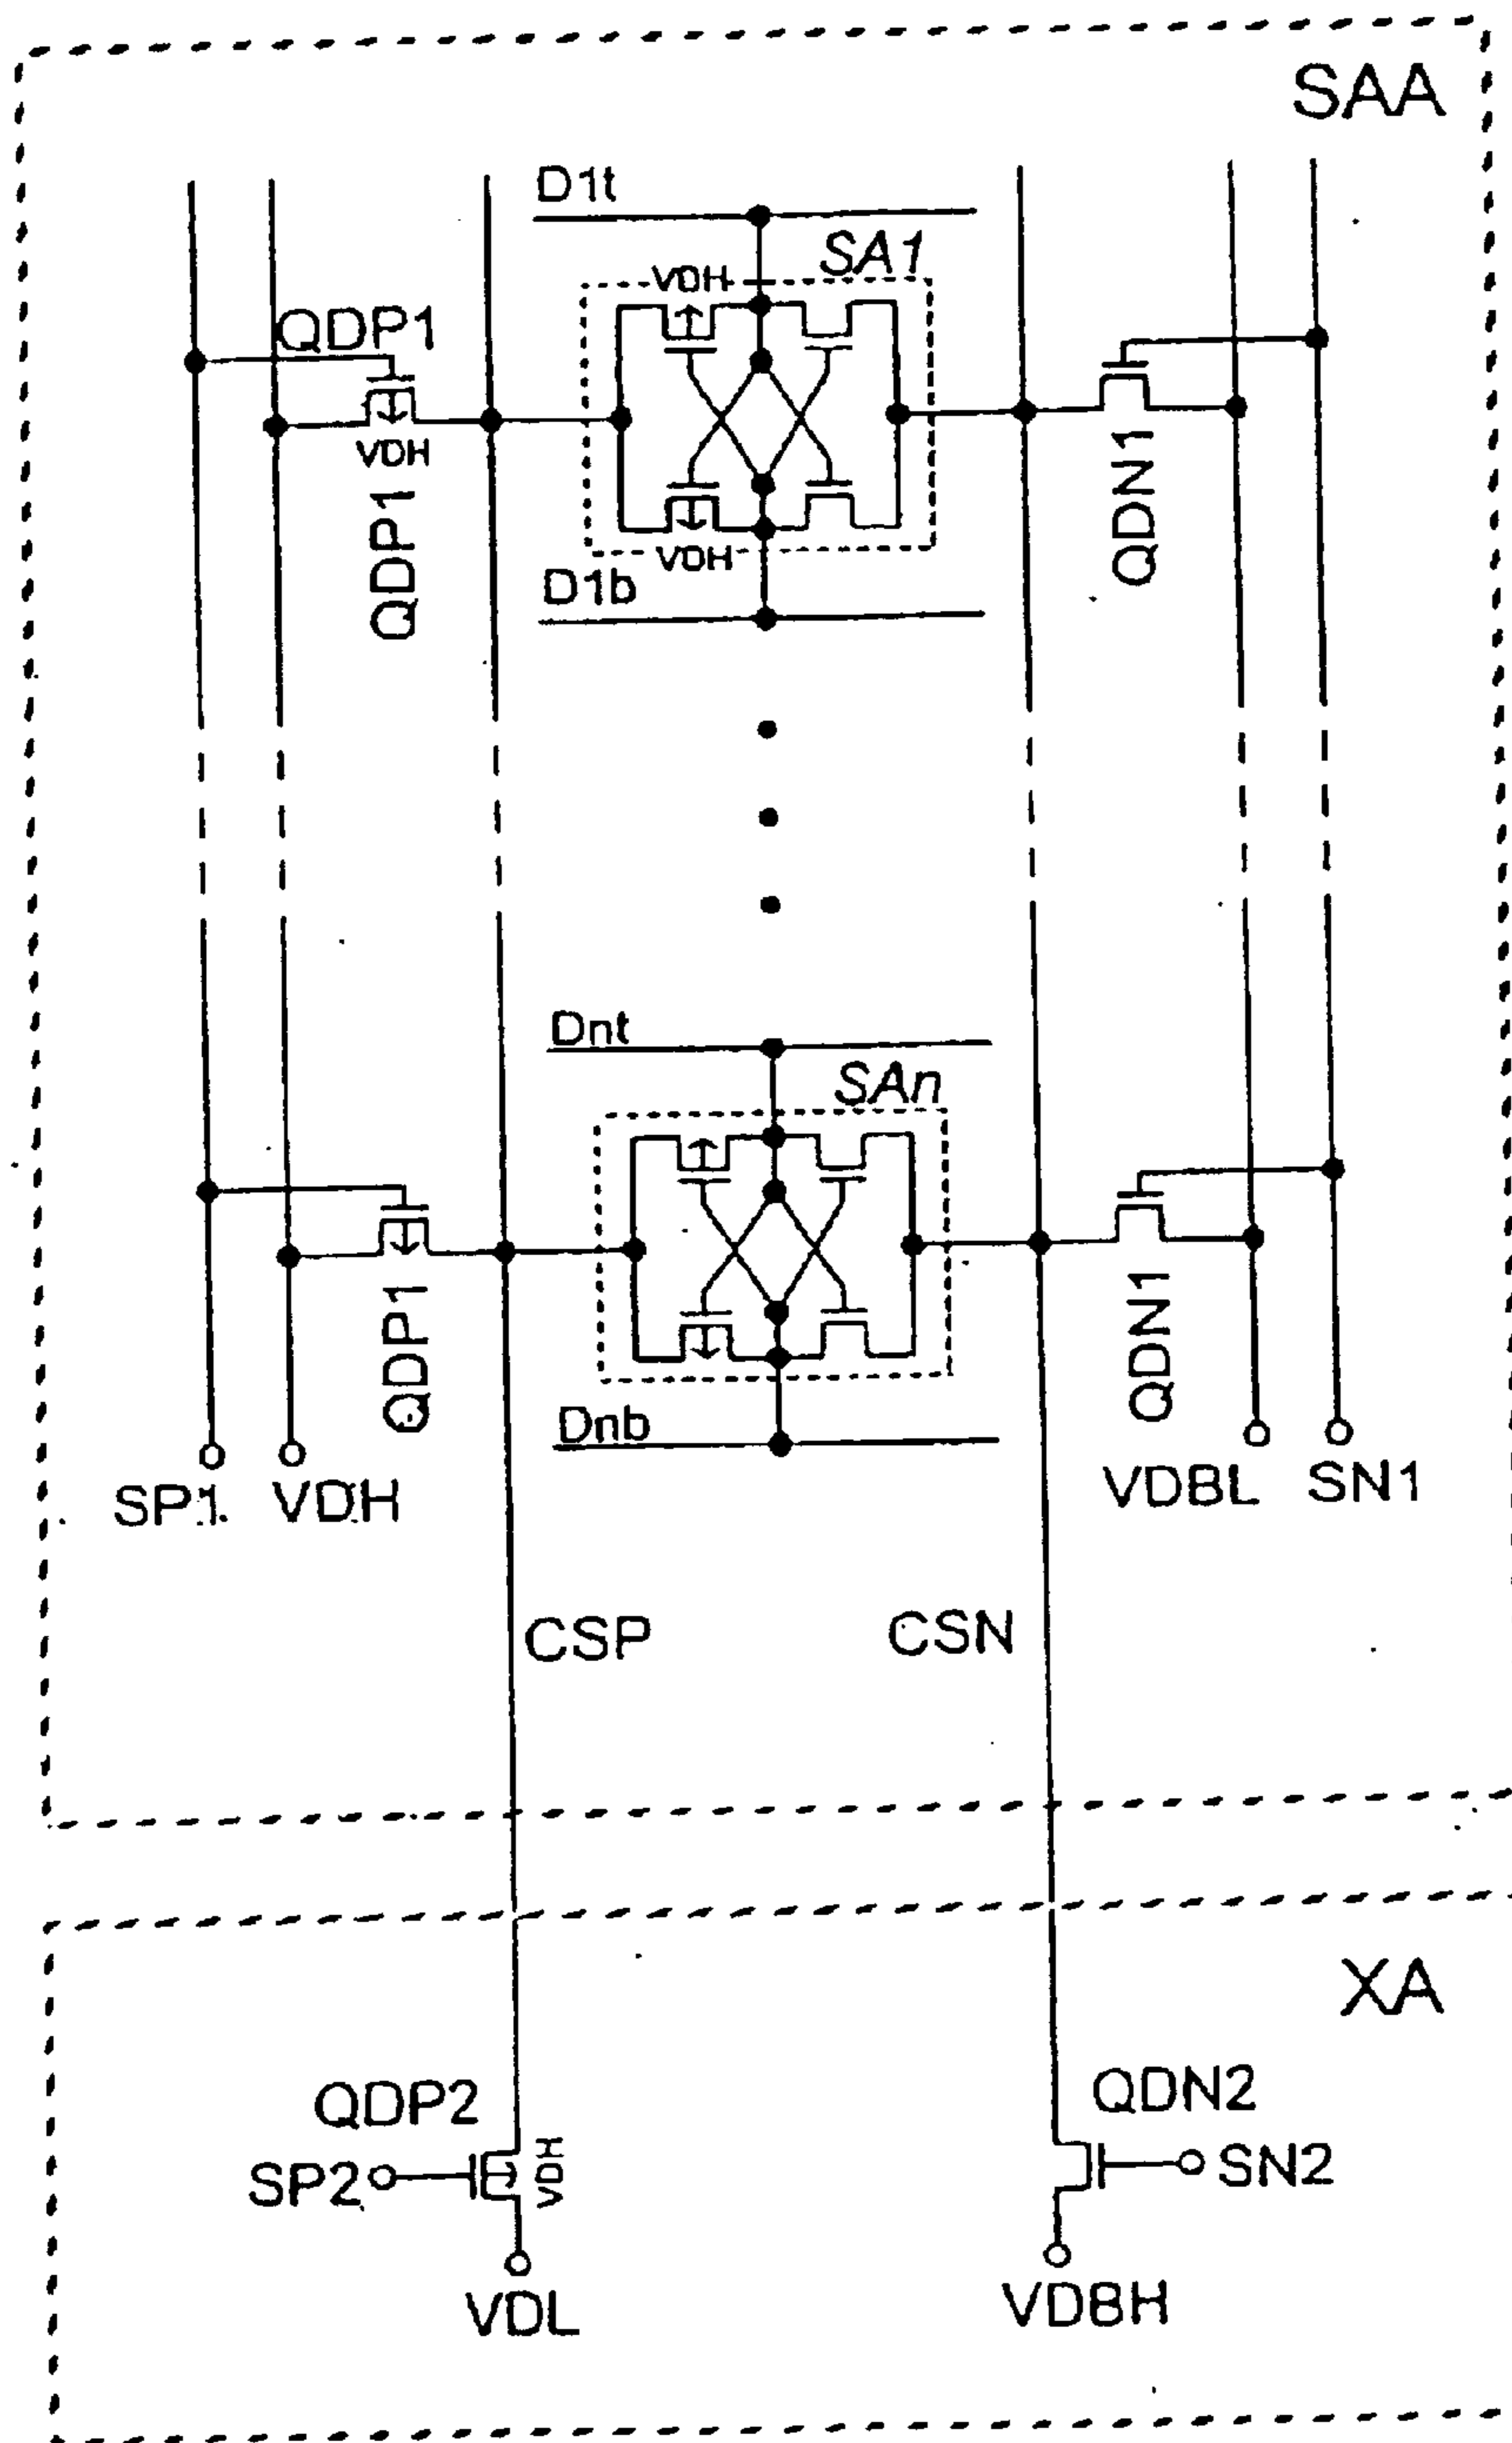 SAA
D1t
SA1
VDH
QDP1
VDH
QDP1
QDN1
VDH
D1b
Dnt
SAn
QDP1
QDN1
Dnb
SP1
VDH
VDBL
SN1
CSP
CSN
XA
QDP2
QDN2
SP2
VDH
SN2
VDL
VDBH